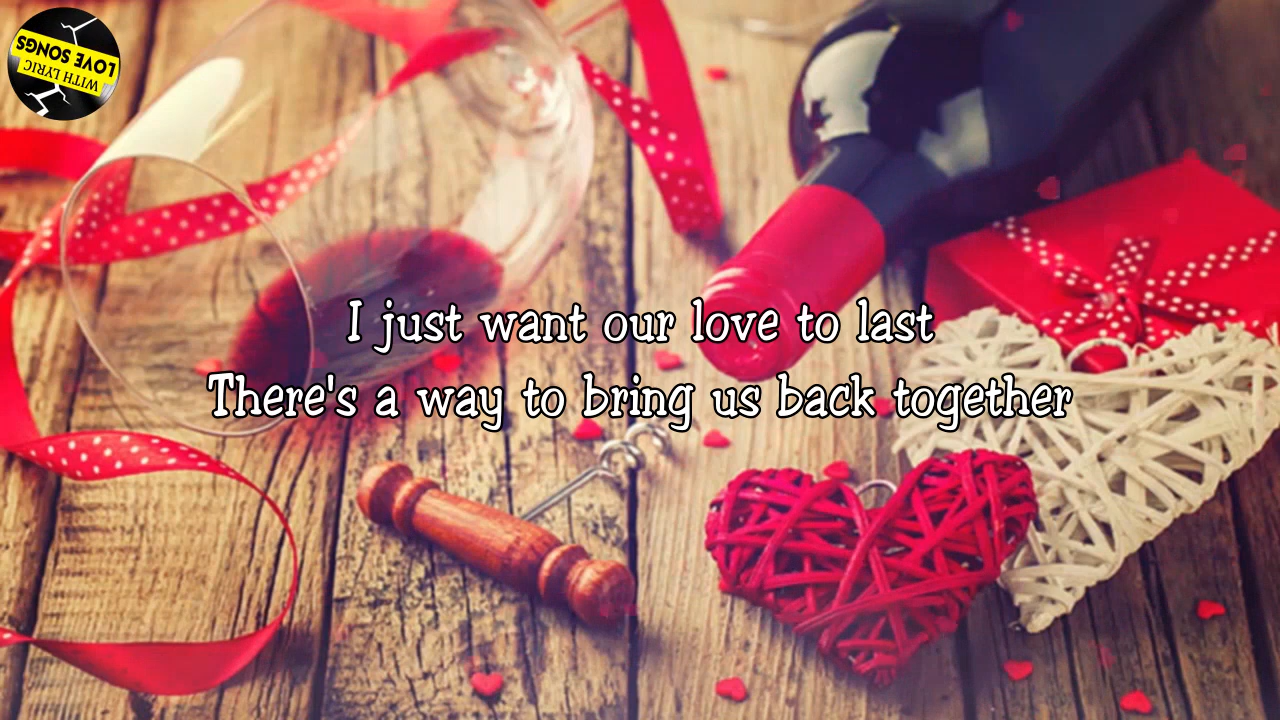 LOVE SONGS
WITH LYRIC
I just want our love to last
There's a way to bring us back together